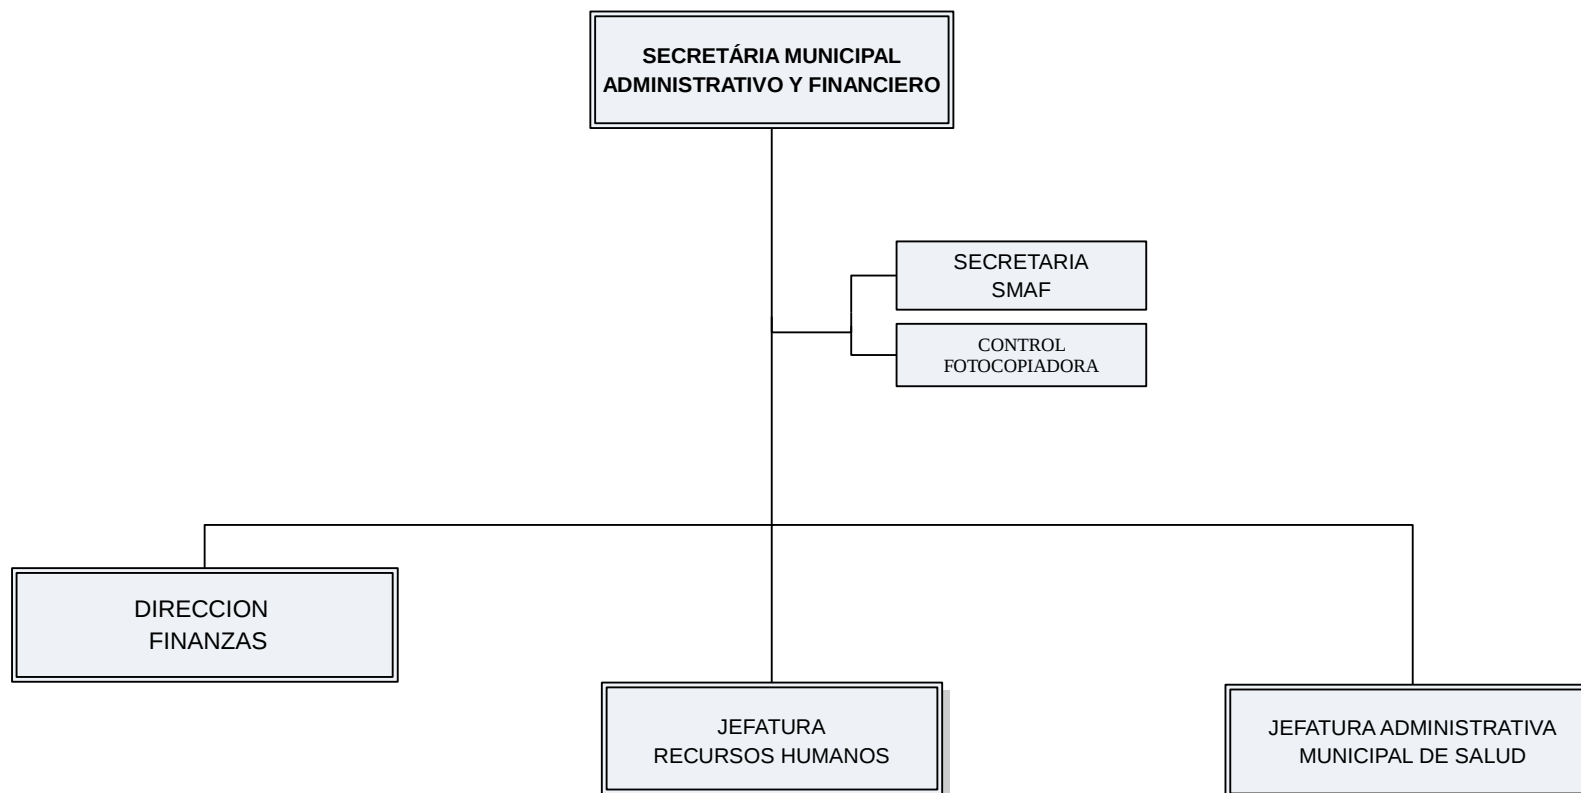 SECRETÁRIA MUNICIPAL
ADMINISTRATIVO Y FINANCIERO
SECRETARIA
SMAF
CONTROL
FOTOCOPIADORA
DIRECCION
FINANZAS
JEFATURA
RECURSOS HUMANOS
JEFATURA ADMINISTRATIVA
MUNICIPAL DE SALUD